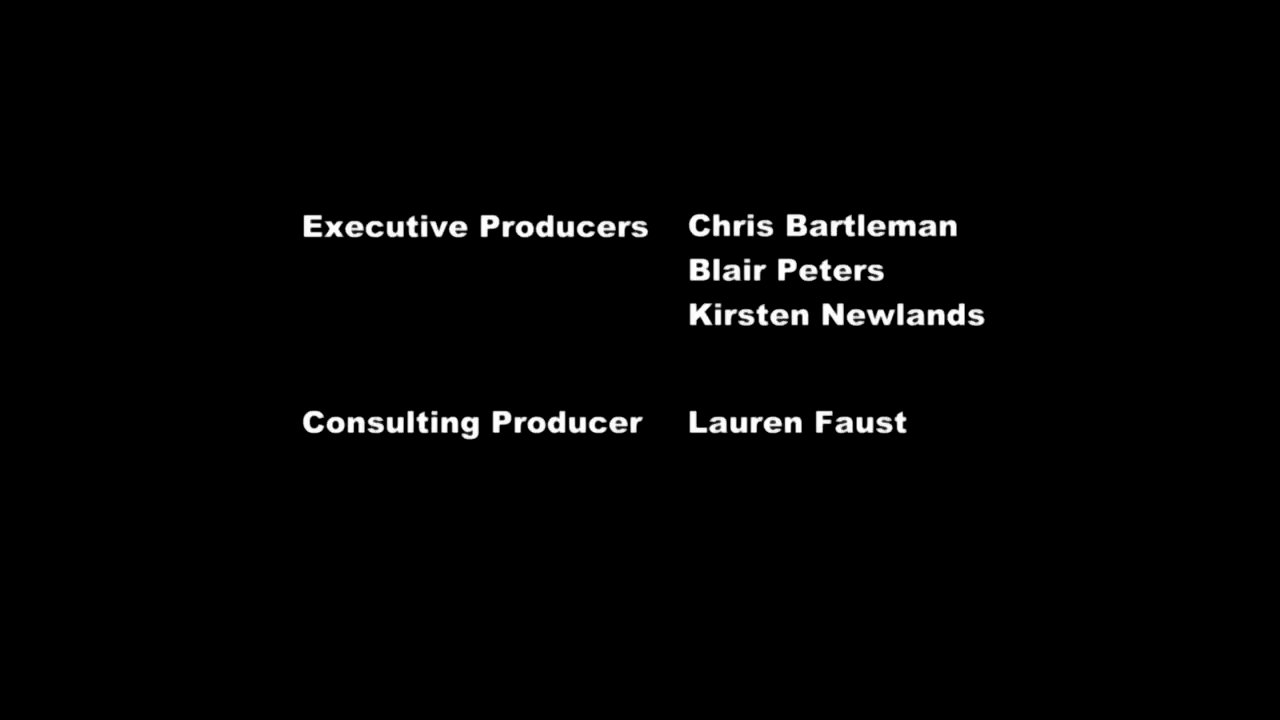 Executive Producers Chris Bartleman
Blair Peters
Kirsten Newlands
Consulting Producer Lauren Faust